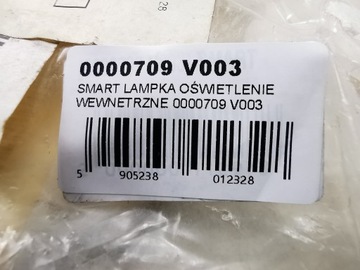 0000709 V003
SMART LAMPKA OŚWIETLENIE
WEWNETRZNE 0000709 V003
5 905238 012328